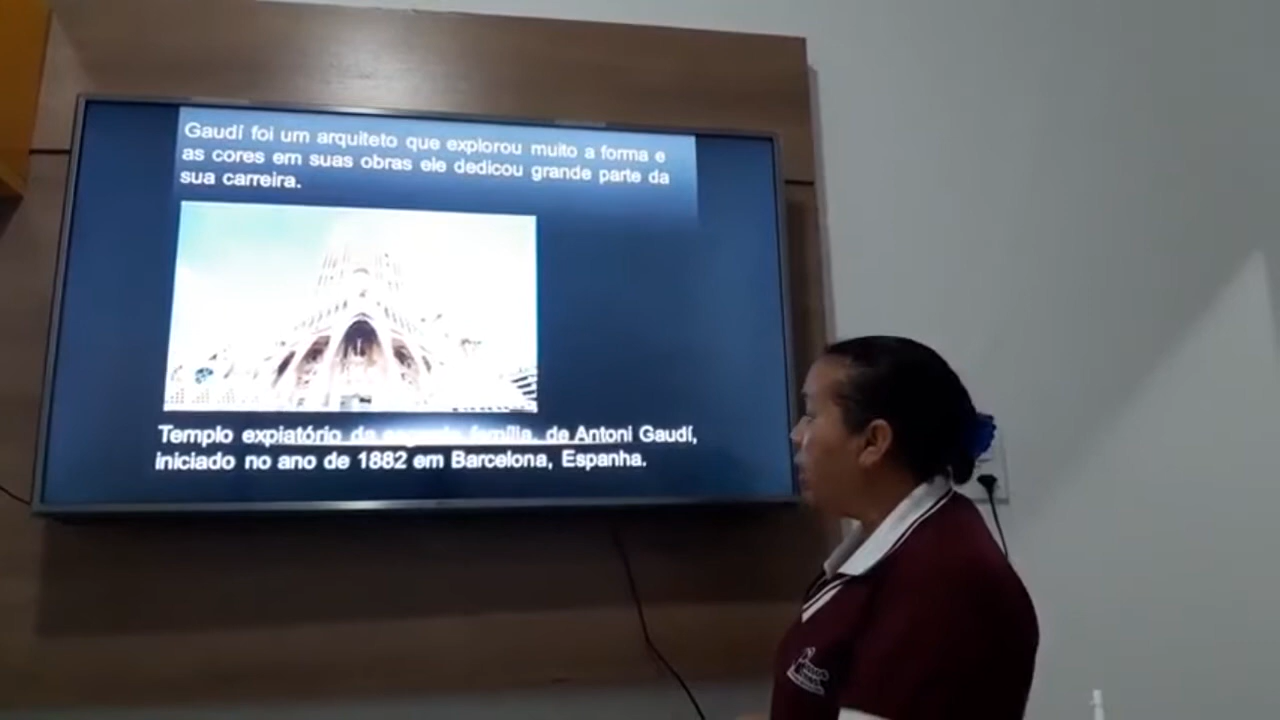 Gaudí foi um arquiteto que explorou muito a forma e
as cores em suas obras ele dedicou grande parte da
sua carreira.
Templo expiatório da família, de Antoni Gaudí,
iniciado no ano de 1882 em Barcelona, Espanha.